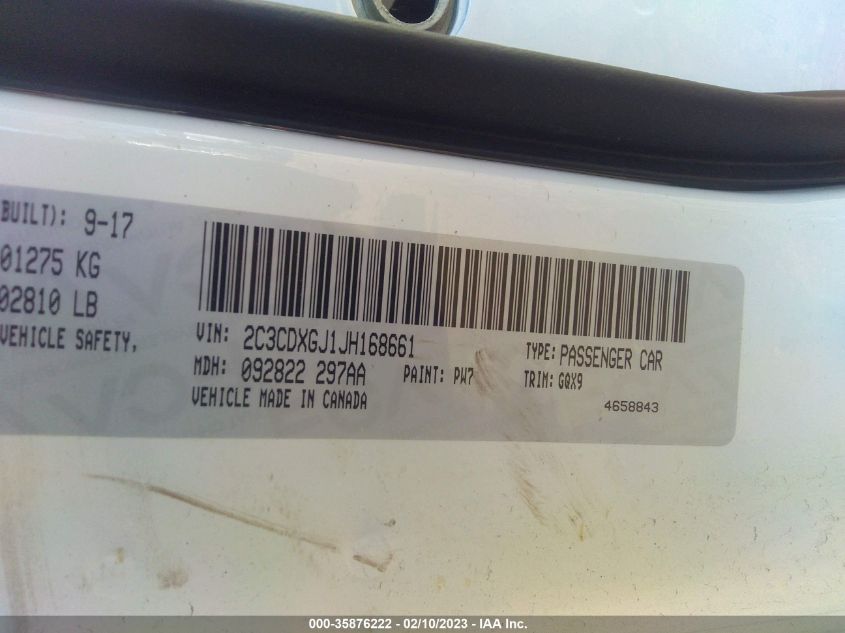 BUILT): 9-17
01275 KG
02810 LB
VEHICLE SAFETY,
VIN: 2C3CDXGJ1JH168661
TYPE: PASSENGER CAR
MDH: 092822 297AA
PAINT: PW7
TRIM: GQX9
VEHICLE MADE IN CANADA
4658843
000-35876222 - 02/10/2023 - IAA Inc.